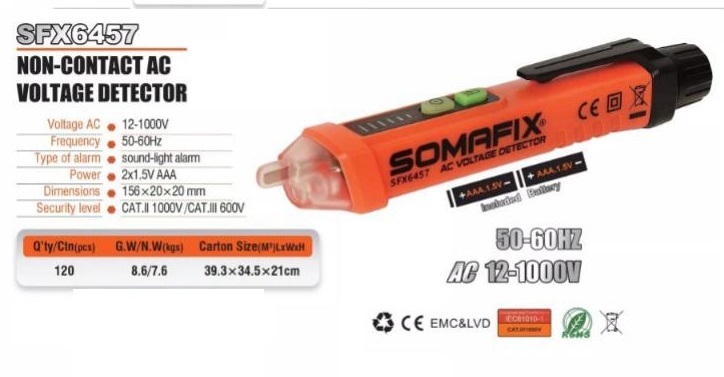 SFX6457
NON-CONTACT AC
VOLTAGE DETECTOR
Voltage AC 12-1000V
Frequency 50-60Hz
Type of alarm sound-light alarm
Power 2x1.5V AAA
Dimensions 156×20×20 mm
Security level CAT.II 1000V/CAT.III 600V
Q'ty/Ctn(pcs) G.W/N.W(kgs) Carton Size(M³)LxWxH
120 8.6/7.6 39.3×34.5×21cm
SOMAFIX®
SFX6457 AC VOLTAGE DETECTOR
CE
+ AAA.1.5V -
+ AAA.1.5V -
Included Battery
50-60HZ
AC 12-1000V
CE EMC&LVD
IEC61010-1
RoHS